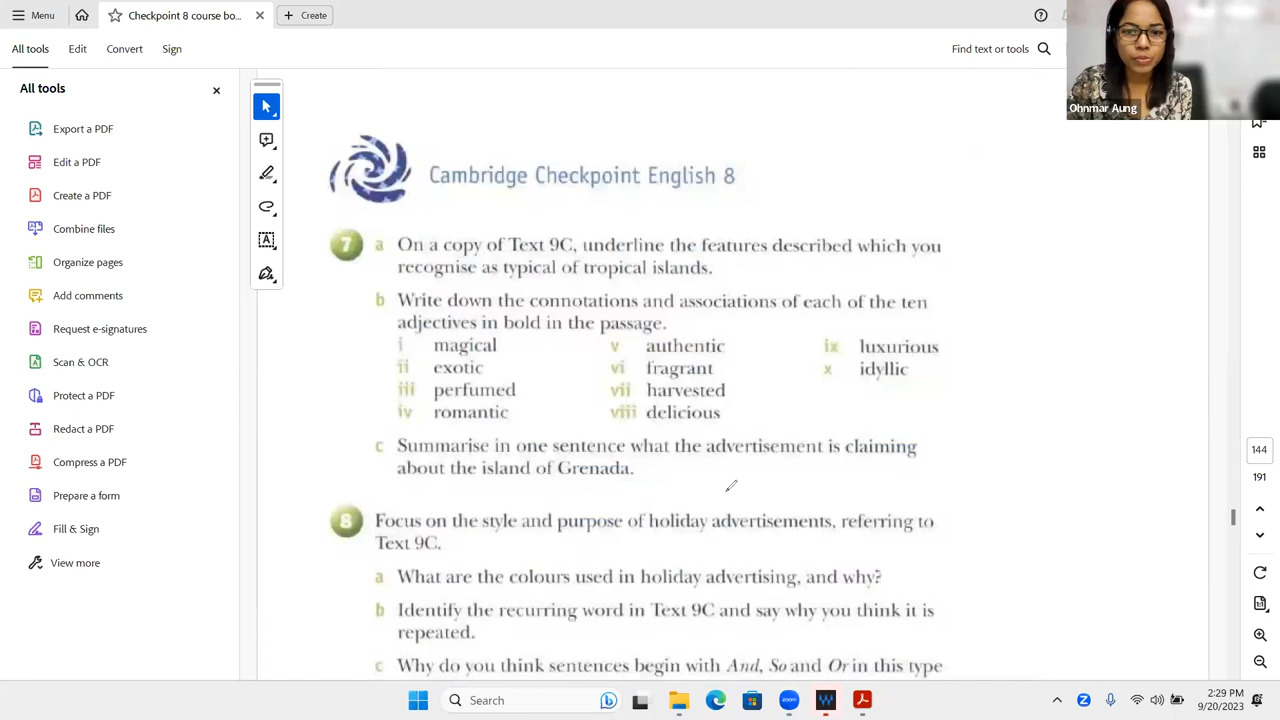 Menu
Checkpoint 8 course bo...
Create
All tools
Edit
Convert
Sign
Find text or tools
Ohnmar Aung
All tools
Export a PDF
Edit a PDF
Create a PDF
Combine files
Organize pages
Add comments
Request e-signatures
Scan & OCR
Protect a PDF
Redact a PDF
Compress a PDF
Prepare a form
Fill & Sign
View more
Cambridge Checkpoint English 8
7 a On a copy of Text 9C, underline the features described which you
recognise as typical of tropical islands.
b Write down the connotations and associations of each of the ten
adjectives in bold in the passage.
i magical v authentic ix luxurious
ii exotic vi fragrant x idyllic
iii perfumed vii harvested
iv romantic viii delicious
c Summarise in one sentence what the advertisement is claiming
about the island of Grenada.
8 Focus on the style and purpose of holiday advertisements, referring to
Text 9C.
a What are the colours used in holiday advertising, and why?
b Identify the recurring word in Text 9C and say why you think it is
repeated.
c Why do you think sentences begin with And, So and Or in this type
144
191
Search
2:29 PM
9/20/2023